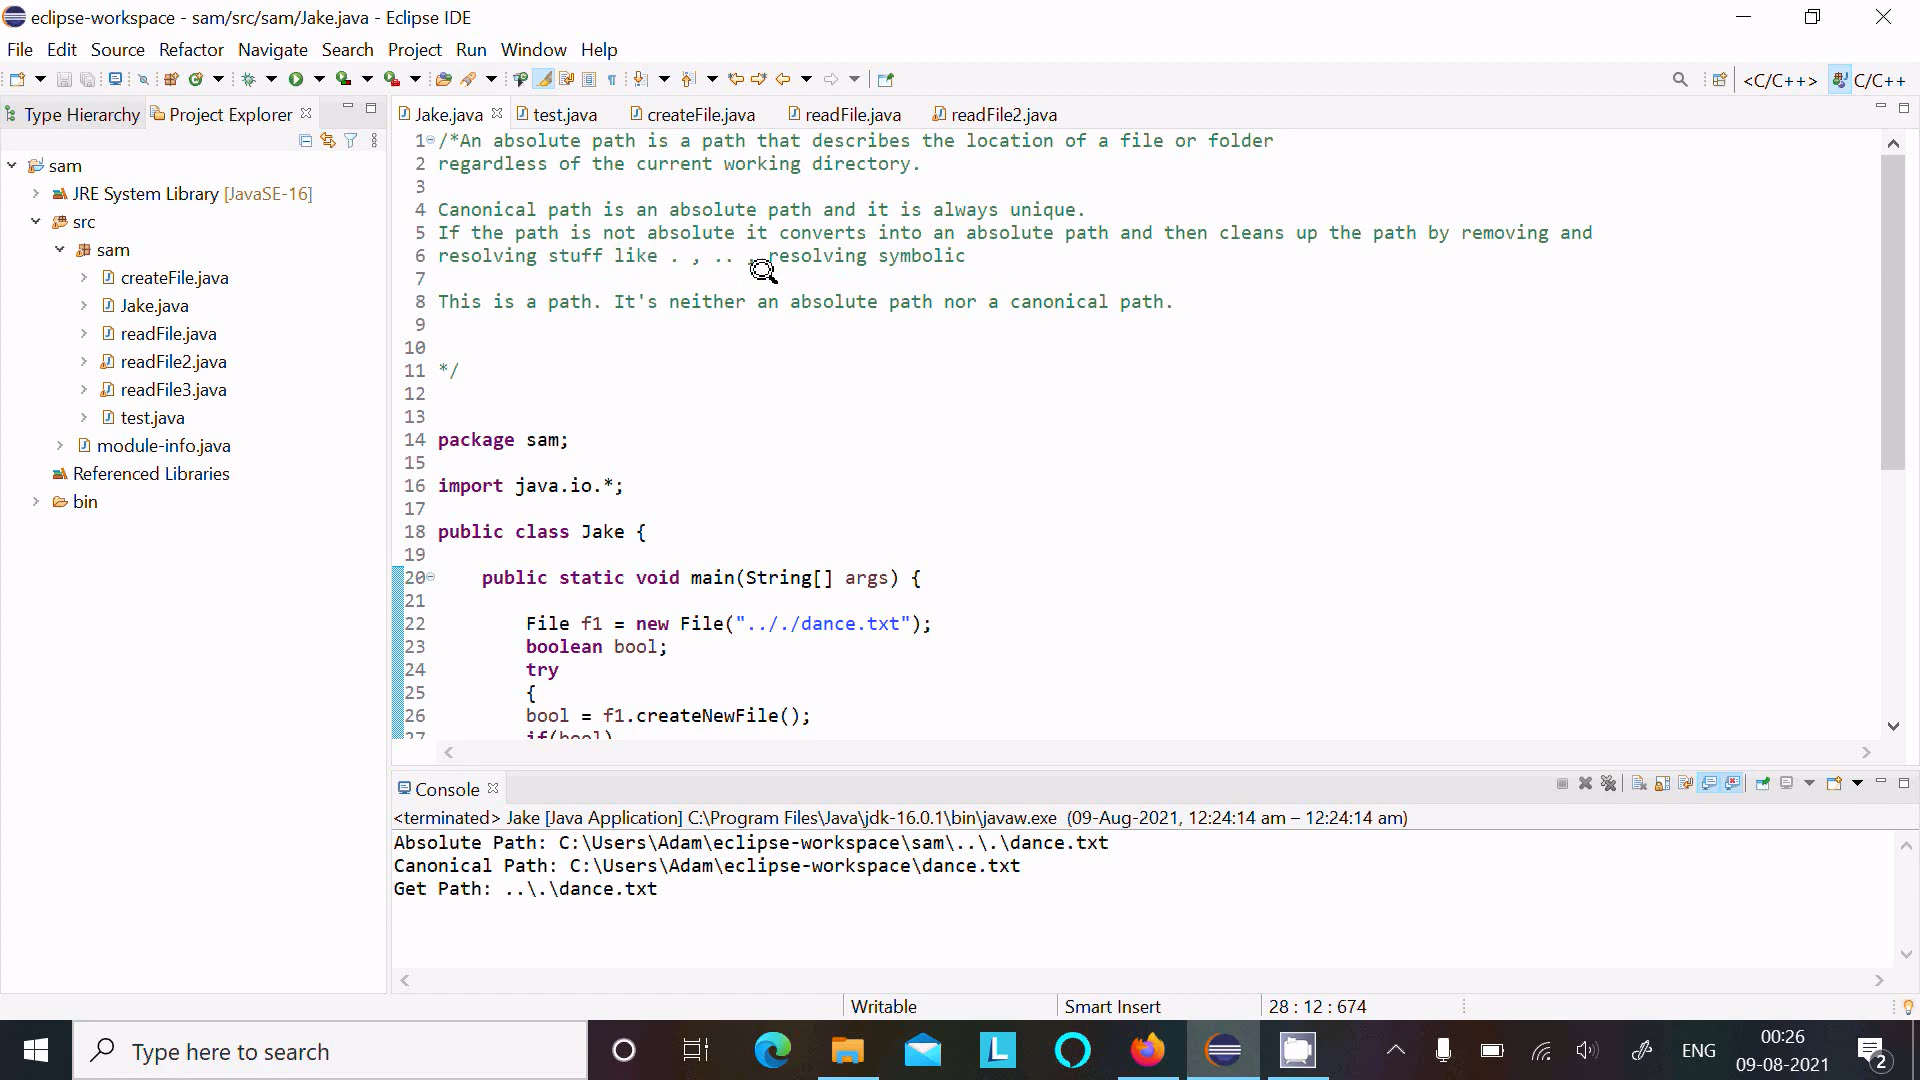 eclipse-workspace - sam/src/sam/Jake.java - Eclipse IDE
File Edit Source Refactor Navigate Search Project Run Window Help
<C/C++> C/C++
Type Hierarchy Project Explorer
Jake.java test.java createFile.java readFile.java readFile2.java
sam
JRE System Library [JavaSE-16]
src
sam
createFile.java
Jake.java
readFile.java
readFile2.java
readFile3.java
test.java
module-info.java
Referenced Libraries
bin
1 /*An absolute path is a path that describes the location of a file or folder
2 regardless of the current working directory.
3
4 Canonical path is an absolute path and it is always unique.
5 If the path is not absolute it converts into an absolute path and then cleans up the path by removing and
6 resolving stuff like . , .. , resolving symbolic
7
8 This is a path. It's neither an absolute path nor a canonical path.
9
10
11 */
12
13
14 package sam;
15
16 import java.io.*;
17
18 public class Jake {
19
20 public static void main(String[] args) {
21
22 File f1 = new File(".././dance.txt");
23 boolean bool;
24 try
25 {
26 bool = f1.createNewFile();
27 if(bool)
Console
<terminated> Jake [Java Application] C:\Program Files\Java\jdk-16.0.1\bin\javaw.exe (09-Aug-2021, 12:24:14 am – 12:24:14 am)
Absolute Path: C:\Users\Adam\eclipse-workspace\sam\..\.\dance.txt
Canonical Path: C:\Users\Adam\eclipse-workspace\dance.txt
Get Path: ..\.\dance.txt
Writable Smart Insert 28 : 12 : 674
Type here to search
L
ENG
00:26
09-08-2021
2